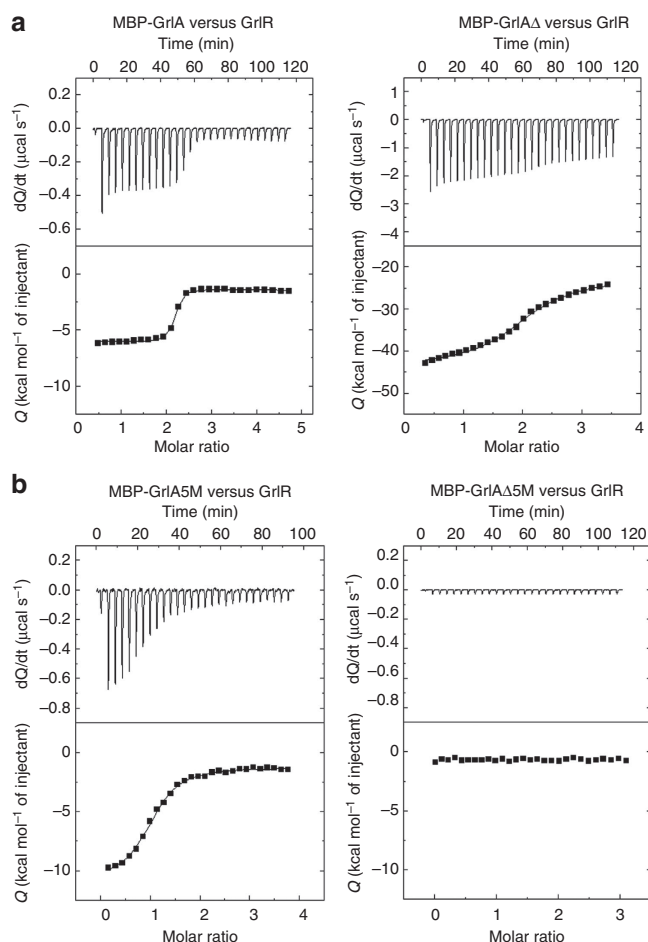 a
MBP-GrlA versus GrlR
Time (min)
0 20 40 60 80 100 120
0.2
0.0
−0.2
−0.4
−0.6
dQ/dt (μcal s⁻¹)
0
−5
−10
Q (kcal mol⁻¹ of injectant)
0 1 2 3 4 5
Molar ratio
MBP-GrlAΔ versus GrlR
Time (min)
0 20 40 60 80 100 120
1
0
−1
−2
−3
−4
dQ/dt (μcal s⁻¹)
−20
−30
−40
−50
Q (kcal mol⁻¹ of injectant)
0 1 2 3 4
Molar ratio
b
MBP-GrlA5M versus GrlR
Time (min)
0 20 40 60 80 100
0.2
0.0
−0.2
−0.4
−0.6
−0.8
dQ/dt (μcal s⁻¹)
0
−5
−10
Q (kcal mol⁻¹ of injectant)
0 1 2 3 4
Molar ratio
MBP-GrlAΔ5M versus GrlR
Time (min)
0 20 40 60 80 100 120
0.2
0.0
−0.2
−0.4
−0.6
−0.8
dQ/dt (μcal s⁻¹)
0
−5
−10
Q (kcal mol⁻¹ of injectant)
0 1 2 3
Molar ratio